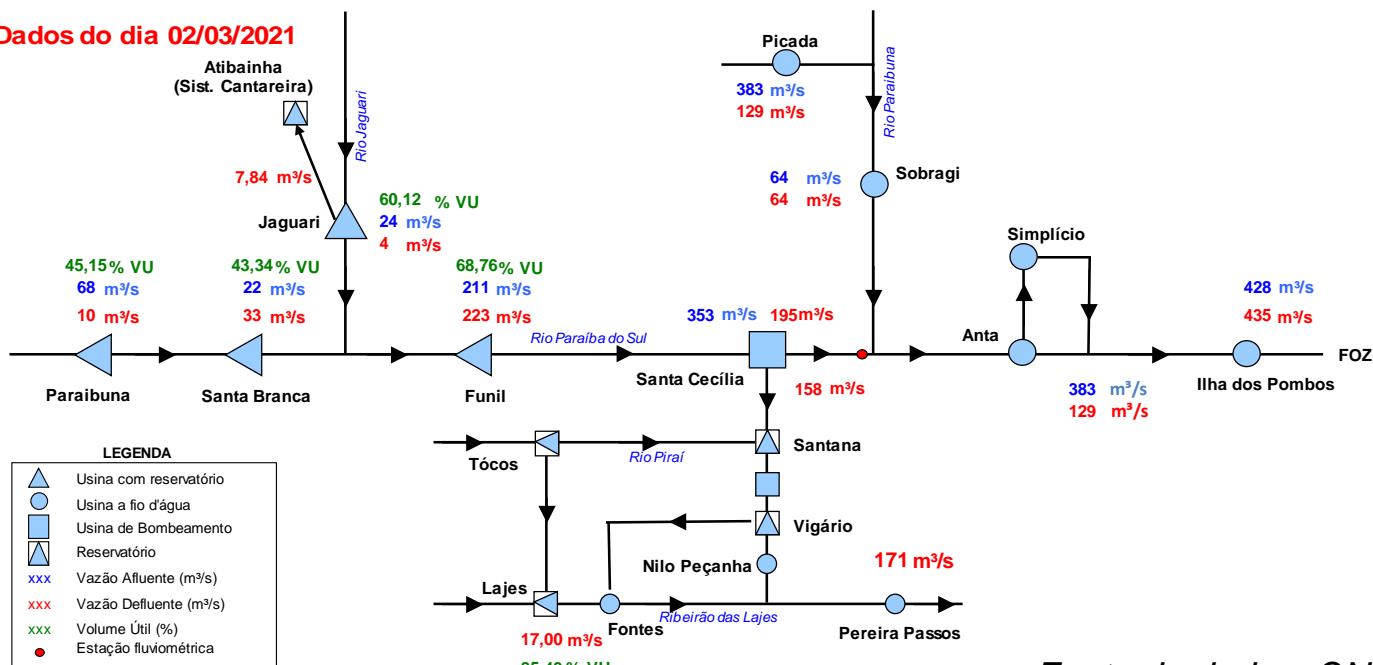 Dados do dia 02/03/2021
Picada
383 m³/s
129 m³/s
Rio Paraibuna
Atibainha
(Sist. Cantareira)
Rio Jaguari
7,84 m³/s
Jaguari
60,12 % VU
24 m³/s
4 m³/s
64 m³/s
64 m³/s
Sobragi
45,15% VU
68 m³/s
10 m³/s
Paraibuna
43,34% VU
22 m³/s
33 m³/s
Santa Branca
68,76% VU
211 m³/s
223 m³/s
Funil
Rio Paraíba do Sul
353 m³/s 195m³/s
Santa Cecília
158 m³/s
Simplício
Anta
383 m³/s
129 m³/s
428 m³/s
435 m³/s
Ilha dos Pombos
FOZ
Tócos
Rio Piraí
Santana
Vigário
Nilo Peçanha
171 m³/s
Lajes
17,00 m³/s
Fontes
Ribeirão das Lajes
Pereira Passos
LEGENDA
Usina com reservatório
Usina a fio d'água
Usina de Bombeamento
Reservatório
xxx Vazão Afluente (m³/s)
xxx Vazão Defluente (m³/s)
xxx Volume Útil (%)
Estação fluviométrica